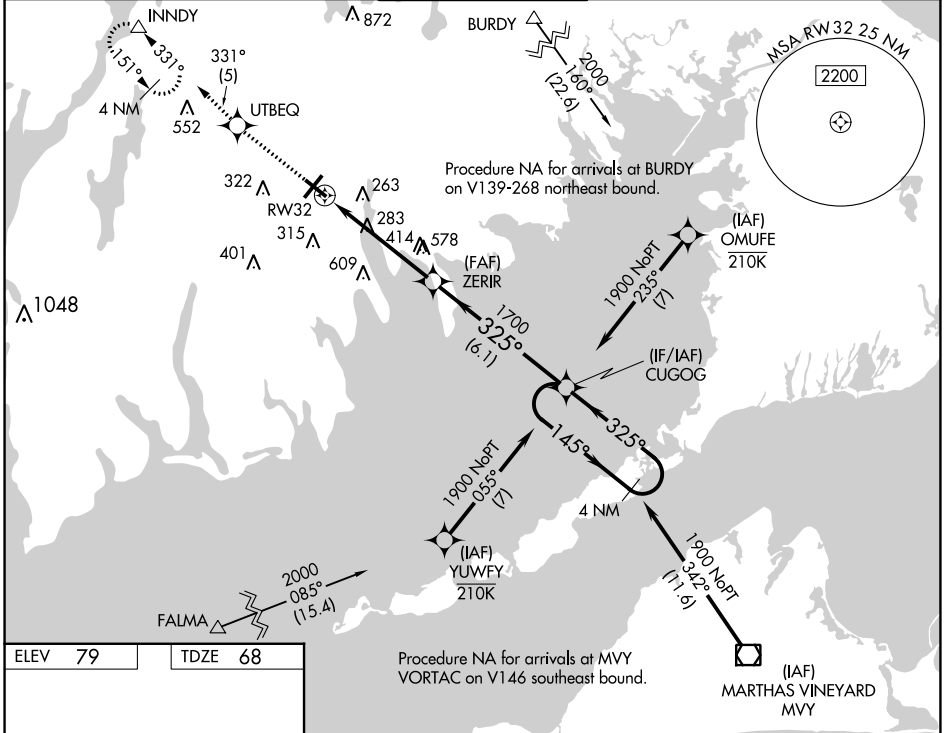 INNDY
872
BURDY
MSA RW32 25 NM
2200
331°
151°
4 NM
331°
(5)
552
UTBEQ
2000
160°
(22.6)
Procedure NA for arrivals at BURDY
on V139-268 northeast bound.
322
RW32
263
283
315
414
578
401
609
1048
(FAF)
ZERIR
(IAF)
OMUFE
210K
1900 NoPT
235°
(7)
1700
325°
(6.1)
(IF/IAF)
CUGOG
325°
145°
4 NM
1900 NoPT
055°
(7)
(IAF)
YUWFY
210K
1900 NoPT
342°
(11.6)
2000
085°
(15.4)
FALMA
ELEV 79
TDZE 68
Procedure NA for arrivals at MVY
VORTAC on V146 southeast bound.
(IAF)
MARTHAS VINEYARD
MVY